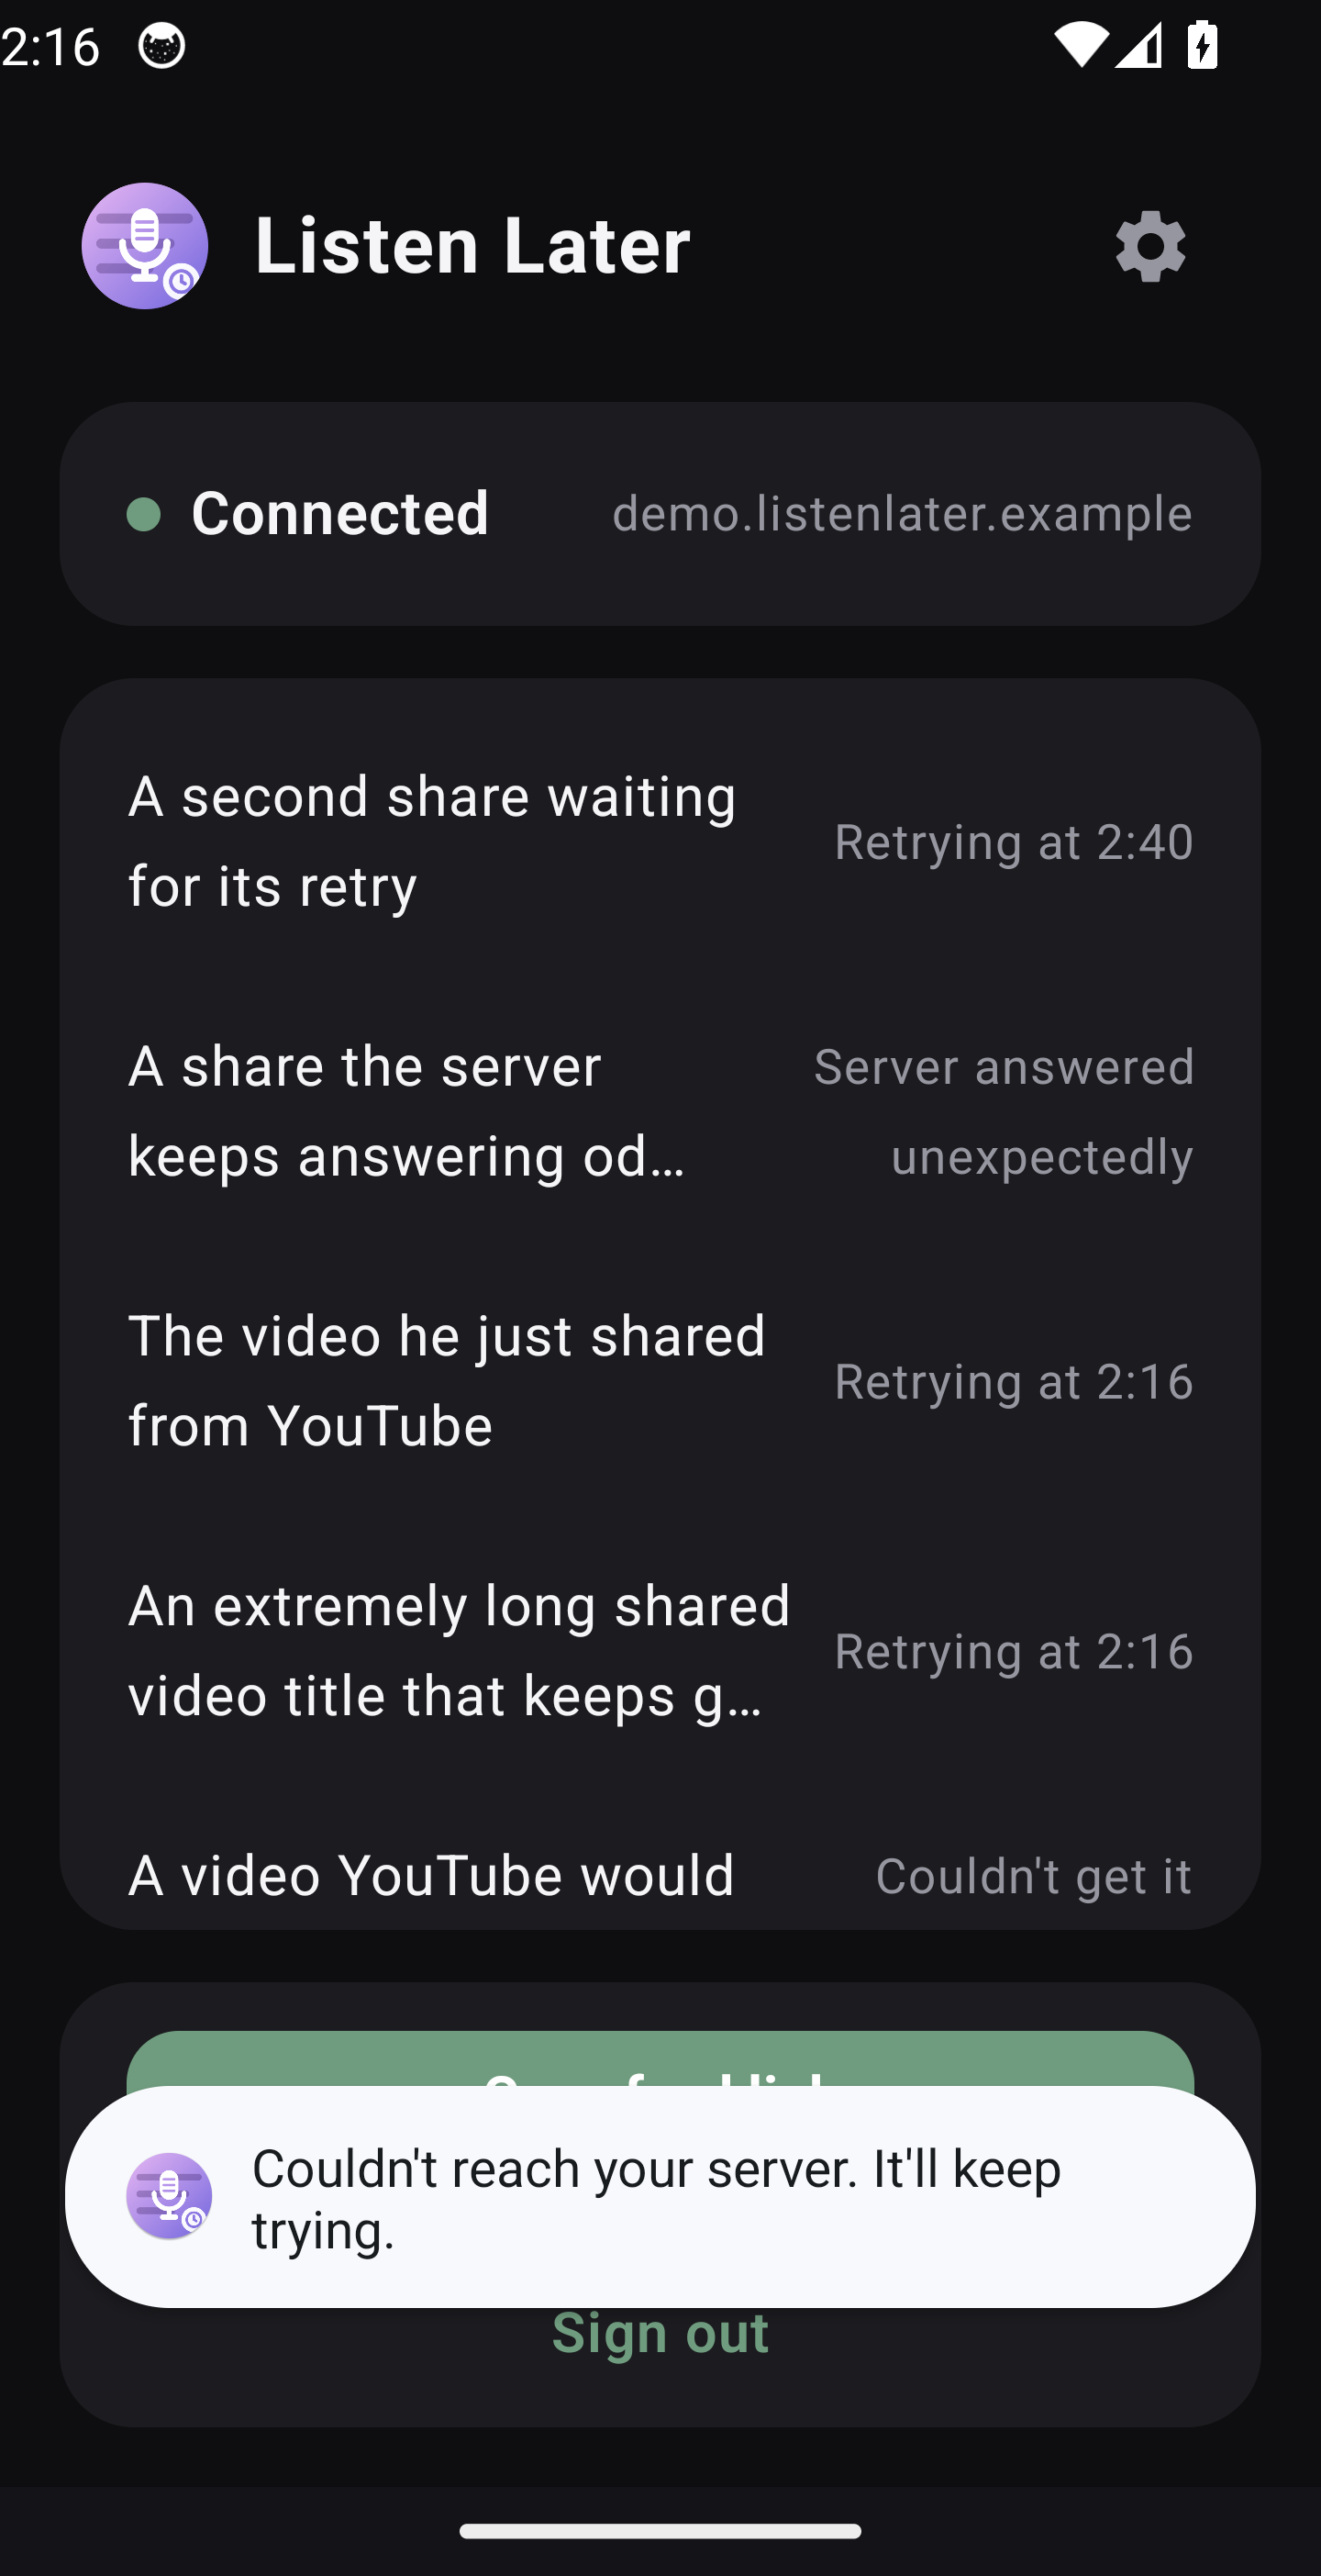 2:16
Listen Later
Connected
demo.listenlater.example
A second share waiting
for its retry
Retrying at 2:40
A share the server
keeps answering od…
Server answered
unexpectedly
The video he just shared
from YouTube
Retrying at 2:16
An extremely long shared
video title that keeps g…
Retrying at 2:16
A video YouTube would
Couldn't get it
Couldn't reach your server. It'll keep
trying.
Sign out